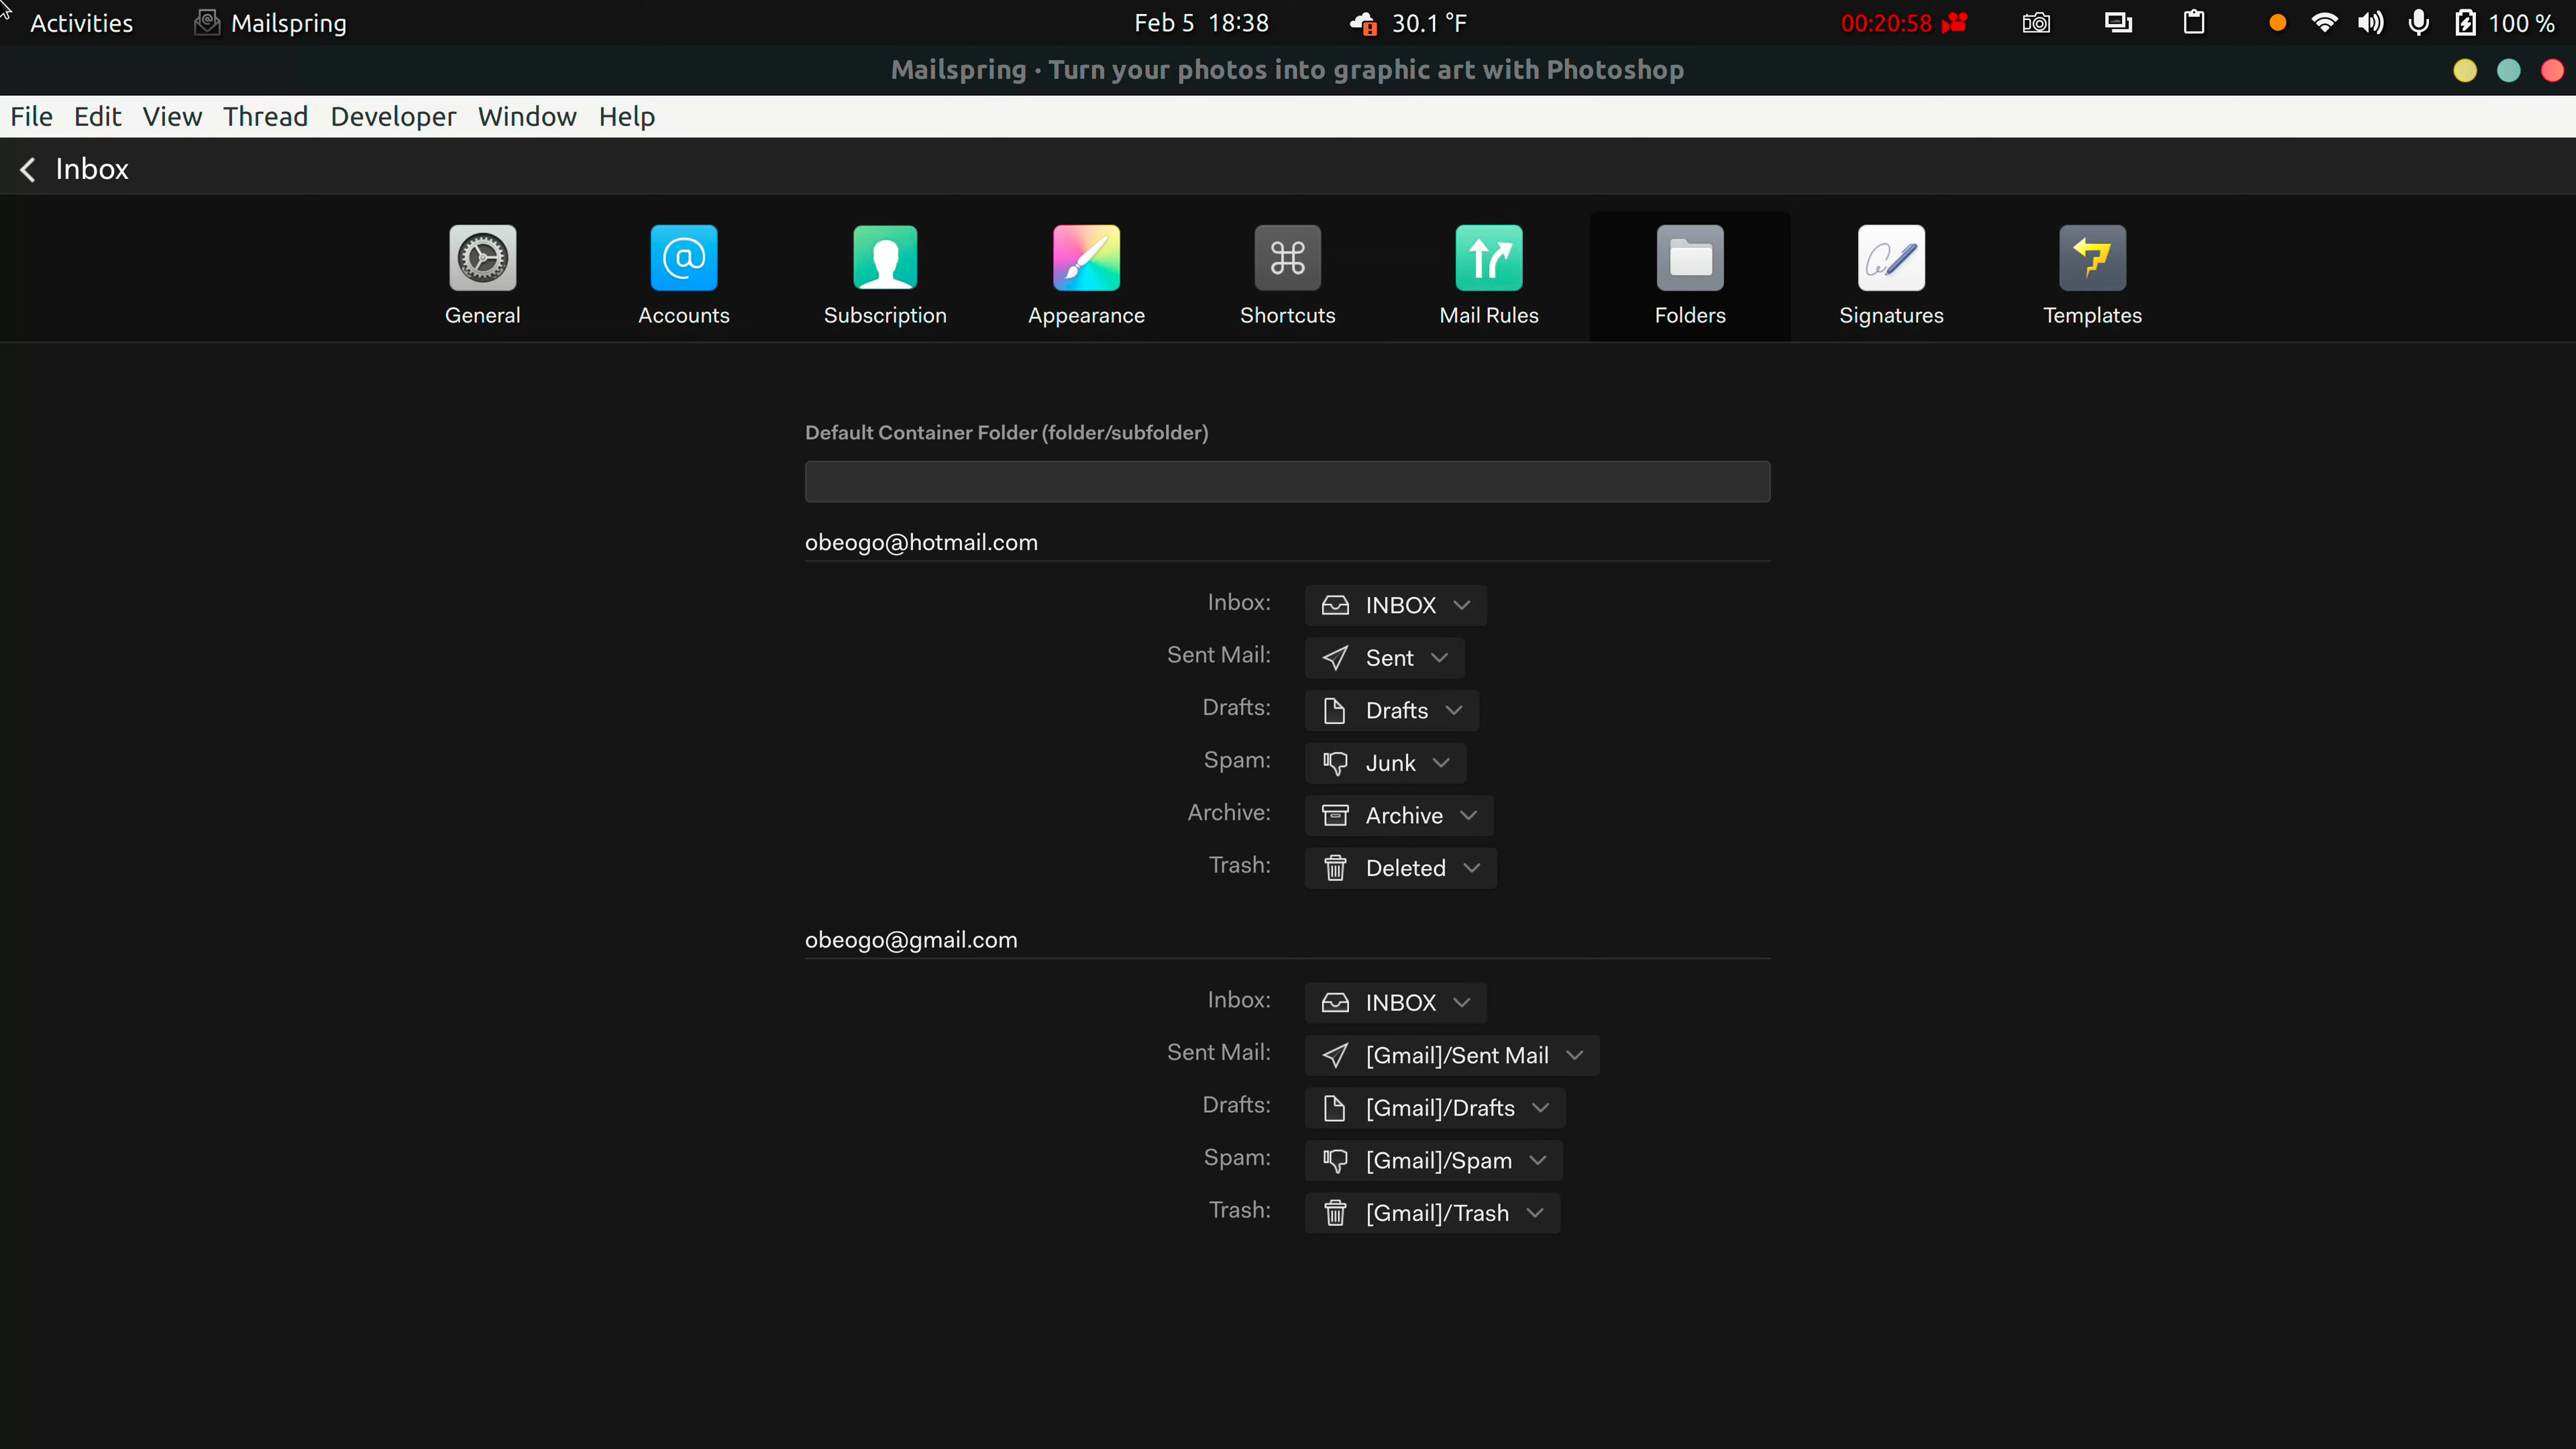 Activities Mailspring Feb 5 18:38 30.1 °F 00:20:58 100 %
Mailspring · Turn your photos into graphic art with Photoshop
File Edit View Thread Developer Window Help
Inbox
General Accounts Subscription Appearance Shortcuts Mail Rules Folders Signatures Templates
Default Container Folder (folder/subfolder)
obeogo@hotmail.com
Inbox: INBOX
Sent Mail: Sent
Drafts: Drafts
Spam: Junk
Archive: Archive
Trash: Deleted
obeogo@gmail.com
Inbox: INBOX
Sent Mail: [Gmail]/Sent Mail
Drafts: [Gmail]/Drafts
Spam: [Gmail]/Spam
Trash: [Gmail]/Trash